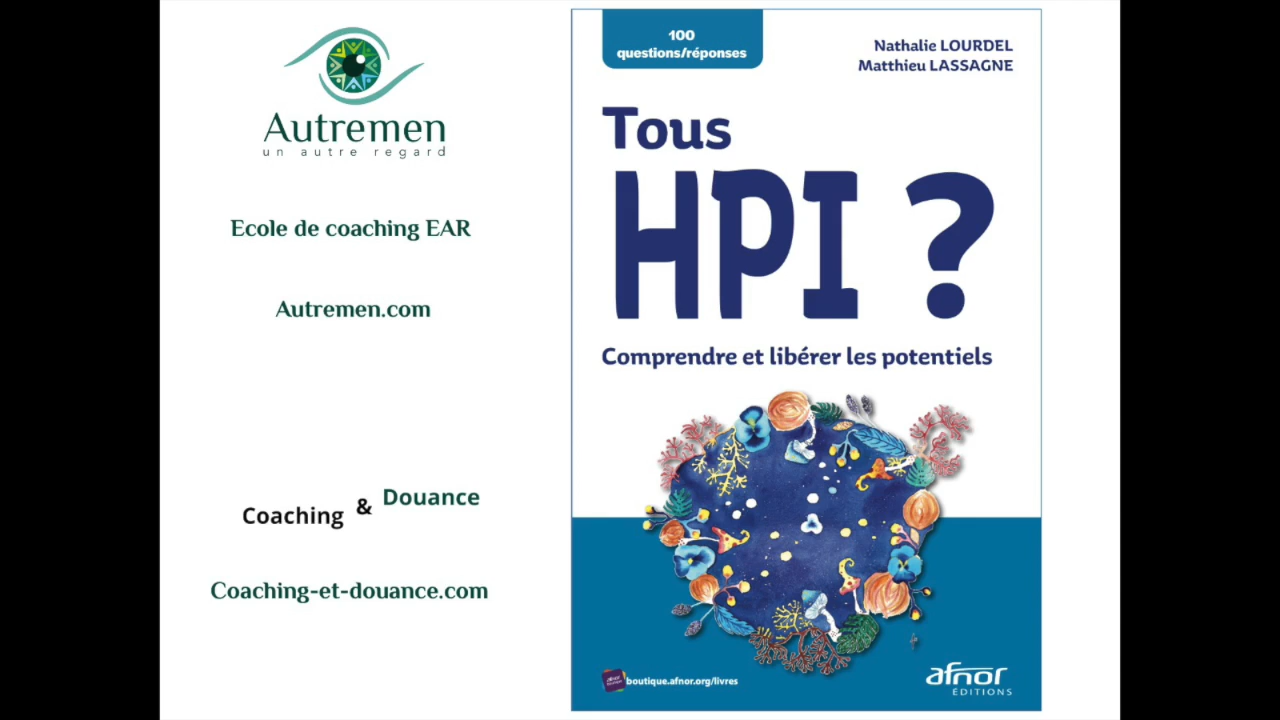 Autremen
un autre regard
Ecole de coaching EAR
Autremen.com
Coaching & Douance
Coaching-et-douance.com
100
questions/réponses
Nathalie LOURDEL
Matthieu LASSAGNE
Tous
HPI ?
Comprendre et libérer les potentiels
boutique.afnor.org/livres
afnor
ÉDITIONS